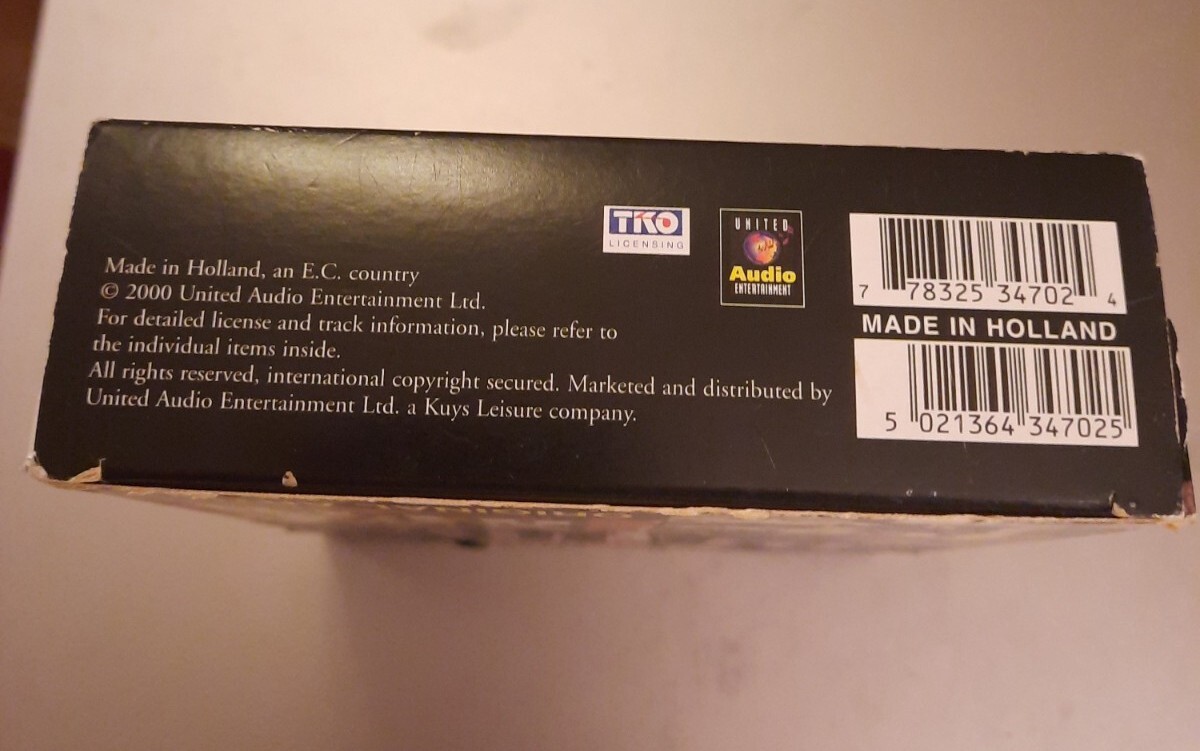 TKO
LICENSING
UNITED
Audio
ENTERTAINMENT
Made in Holland, an E.C. country
© 2000 United Audio Entertainment Ltd.
For detailed license and track information, please refer to
the individual items inside.
All rights reserved, international copyright secured. Marketed and distributed by
United Audio Entertainment Ltd. a Kuys Leisure company.
7 78325 34702 4
MADE IN HOLLAND
5 021364 347025